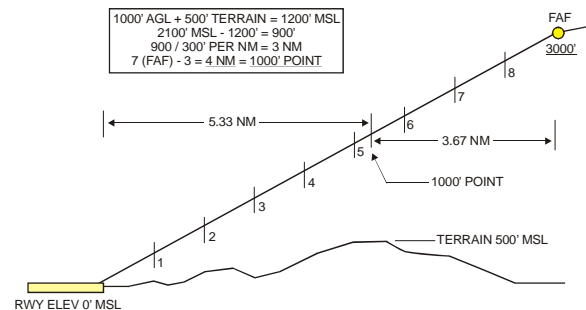 1000' AGL + 500' TERRAIN = 1200' MSL
2100' MSL - 1200' = 900'
900 / 300' PER NM = 3 NM
7 (FAF) - 3 = 4 NM = 1000' POINT
FAF
3000'
8
7
5.33 NM
6
3.67 NM
5
4
1000' POINT
3
2
1
TERRAIN 500' MSL
RWY ELEV 0' MSL